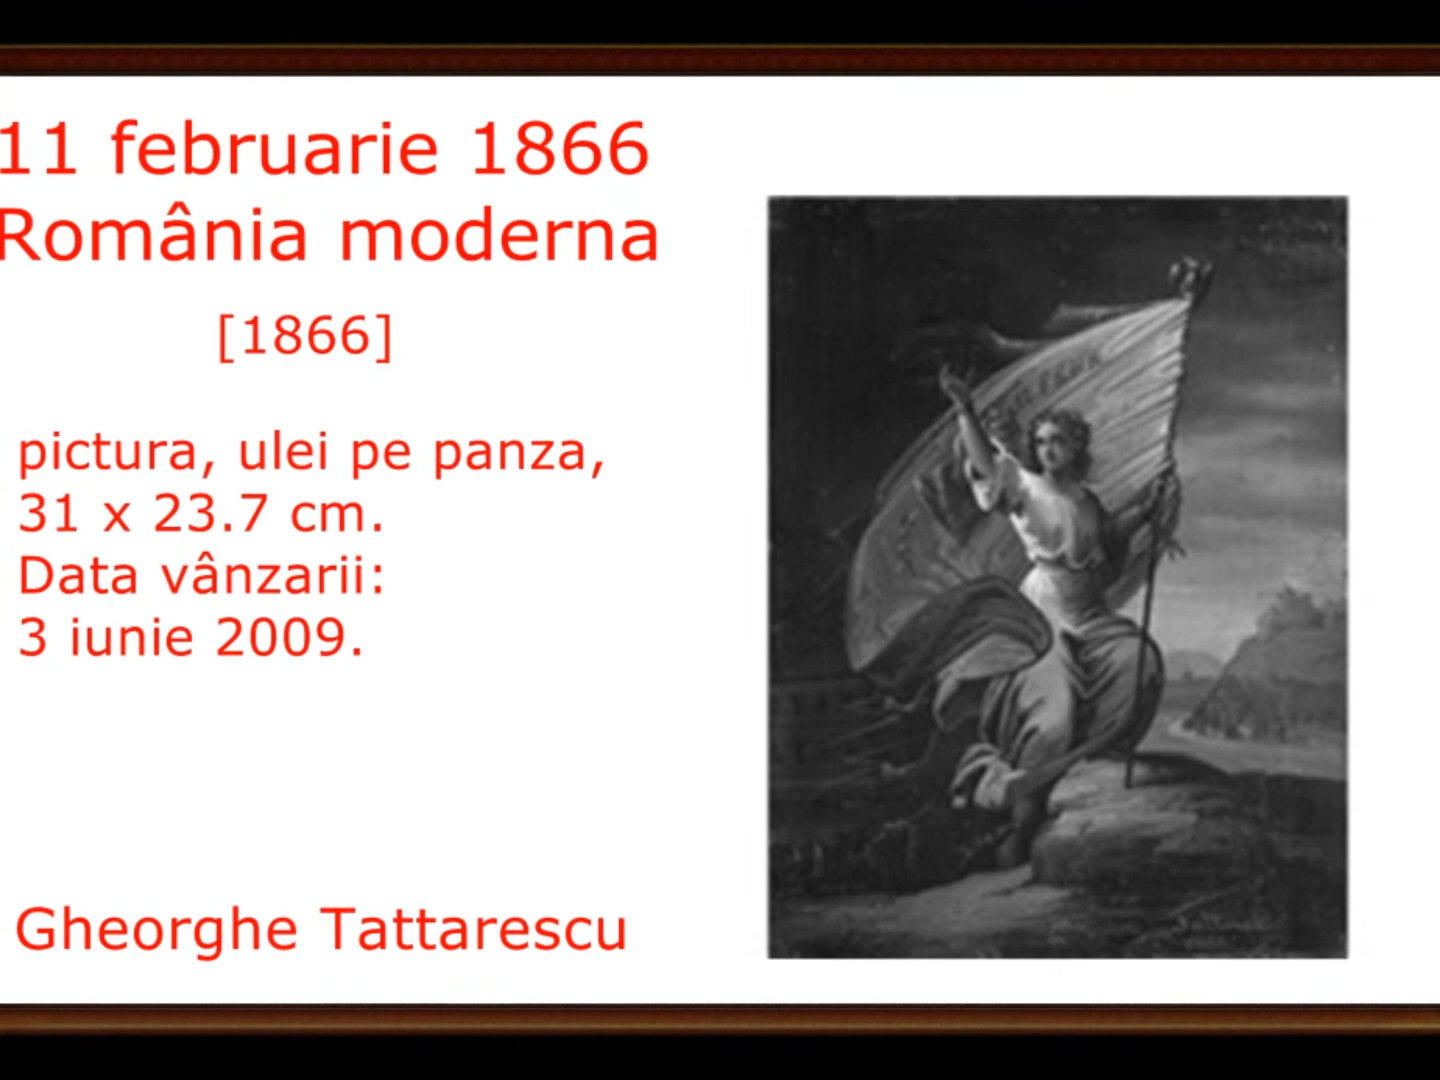 11 februarie 1866
România moderna
[1866]
pictura, ulei pe panza,
31 x 23.7 cm.
Data vânzarii:
3 iunie 2009.
Gheorghe Tattarescu